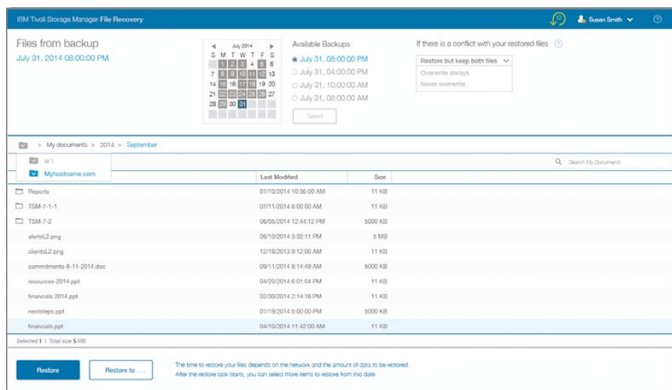 IBM Tivoli Storage Manager File Recovery
Susan Smith
Files from backup
July 31, 2014 08:00:00 PM
July 2014
S M T W T F S
1 2 3 4 5 6
7 8 9 10 11 12 13
14 15 16 17 18 19 20
21 22 23 24 25 26 27
28 29 30 31
Available Backups
July 31, 08:00:00 PM
July 31, 04:00:00 PM
July 31, 10:00:00 AM
July 31, 08:00:00 AM
Select
If there is a conflict with your restored files ?
Restore but keep both files
Overwrite always
Never overwrite
> My documents > 2014 > September
w:\
Myhostname.com
Search My Documents
Last Modified Size
Reports 07/10/2014 10:36:00 AM 11 KB
TSM-7-1-1 07/11/2014 8:00:00 AM 11 KB
TSM-7-2 06/05/2014 12:44:12 PM 5000 KB
alertsL2.png 06/10/2014 3:32:11 PM 5 MB
clientsL2.png 12/18/2013 9:12:00 AM 11 KB
commitments-8-11-2014.doc 09/11/2014 8:14:49 AM 5000 KB
resources-2014.ppt 04/20/2014 6:01:04 PM 11 KB
financials 2014.ppt 02/30/2014 2:14:16 PM 11 KB
nextsteps.ppt 07/19/2014 5:00:00 PM 5000 KB
financials.ppt 04/10/2014 11:42:00 AM 11 KB
Selected 1 | Total size 5 MB
Restore
Restore to . . .
The time to restore your files depends on the network and the amount of data to be restored.
After the restore task starts, you can select more items to restore from this date.